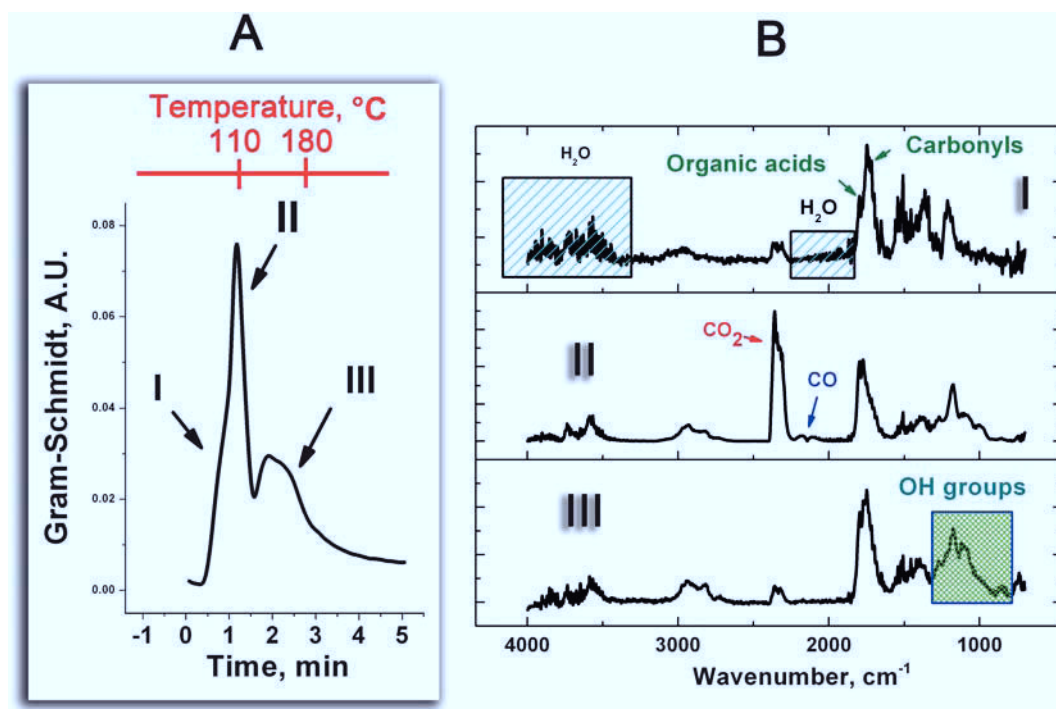 A
Temperature, °C
110 180
0.08
0.06
0.04
0.02
0.00
Gram-Schmidt, A.U.
I
II
III
-1 0 1 2 3 4 5
Time, min
B
H₂O
Organic acids
Carbonyls
H₂O
I
II
CO₂
CO
III
OH groups
4000 3000 2000 1000
Wavenumber, cm⁻¹